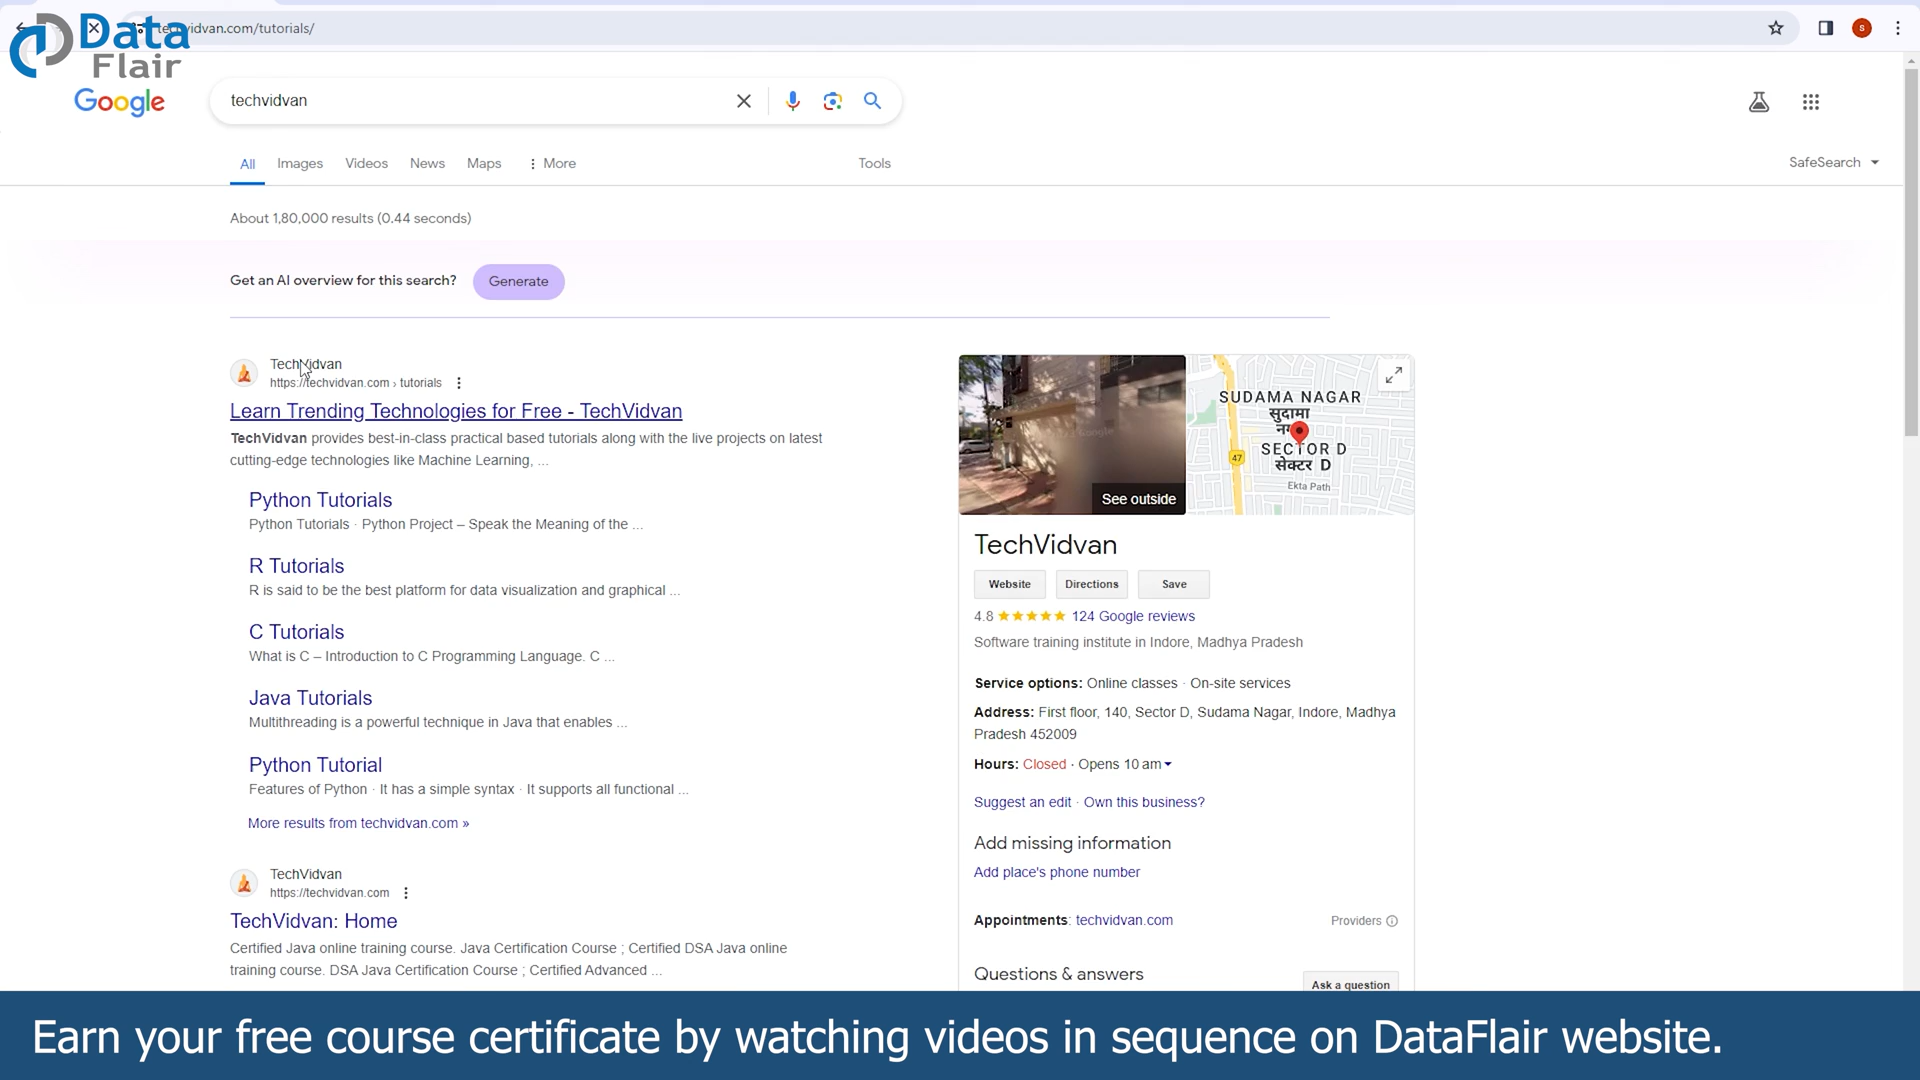 Data
Flair
vidvan.com/tutorials/
S
Google
techvidvan
All
Images
Videos
News
Maps
More
Tools
SafeSearch
About 1,80,000 results (0.44 seconds)
Get an AI overview for this search?
Generate
TechVidvan
https://techvidvan.com › tutorials
Learn Trending Technologies for Free - TechVidvan
TechVidvan provides best-in-class practical based tutorials along with the live projects on latest
cutting-edge technologies like Machine Learning, ...
Python Tutorials
Python Tutorials · Python Project – Speak the Meaning of the ...
R Tutorials
R is said to be the best platform for data visualization and graphical ...
C Tutorials
What is C – Introduction to C Programming Language. C ...
Java Tutorials
Multithreading is a powerful technique in Java that enables ...
Python Tutorial
Features of Python · It has a simple syntax · It supports all functional ...
More results from techvidvan.com »
TechVidvan
https://techvidvan.com
TechVidvan: Home
Certified Java online training course. Java Certification Course ; Certified DSA Java online
training course. DSA Java Certification Course ; Certified Advanced ...
See outside
SUDAMA NAGAR
सुदामा
SECTOR D
सेक्टर D
47
Ekta Path
TechVidvan
Website
Directions
Save
4.8
124 Google reviews
Software training institute in Indore, Madhya Pradesh
Service options: Online classes · On-site services
Address: First floor, 140, Sector D, Sudama Nagar, Indore, Madhya
Pradesh 452009
Hours: Closed · Opens 10 am
Suggest an edit · Own this business?
Add missing information
Add place's phone number
Appointments: techvidvan.com
Providers
Questions & answers
Ask a question
Earn your free course certificate by watching videos in sequence on DataFlair website.